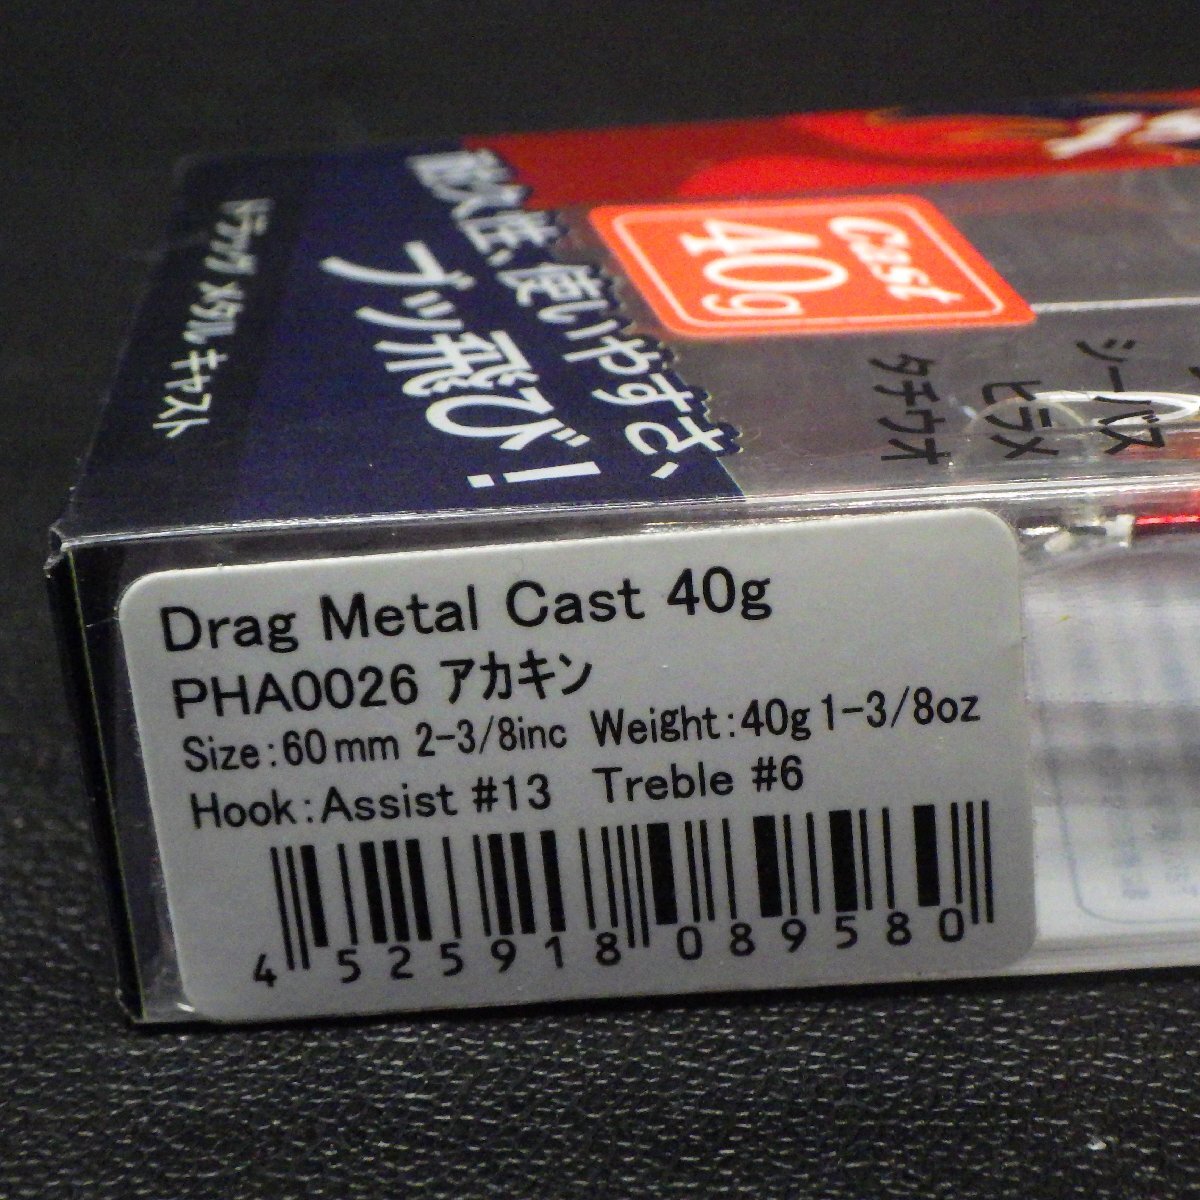 ドラッグ メタル キャスト
耐久性、使いやすさ、
ブッ飛び!
Cast
40g
シーバス
ヒラメ
タチウオ
Drag Metal Cast 40g
PHA0026 アカキン
Size:60mm 2-3/8inc Weight:40g 1-3/8oz
Hook:Assist #13 Treble #6
4 525918 089580